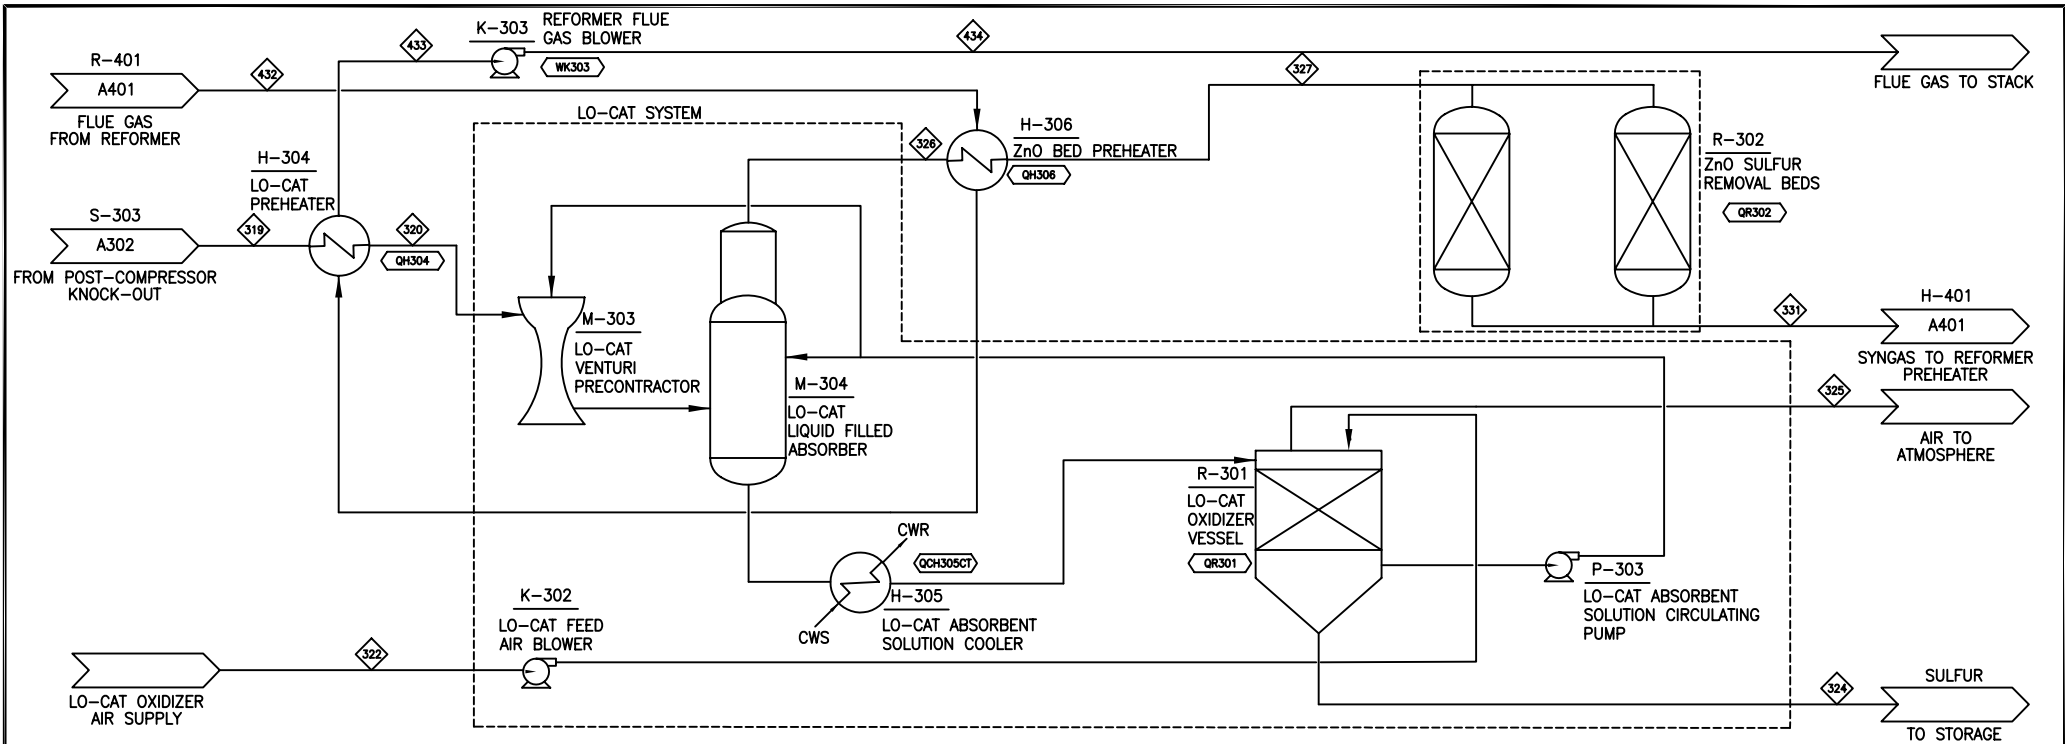 K-303
REFORMER FLUE
GAS BLOWER
WK303
433
434
432
327
R-401
A401
FLUE GAS
FROM REFORMER
FLUE GAS TO STACK
LO-CAT SYSTEM
H-304
LO-CAT
PREHEATER
326
H-306
ZnO BED PREHEATER
QH306
R-302
ZnO SULFUR
REMOVAL BEDS
QR302
S-303
A302
FROM POST-COMPRESSOR
KNOCK-OUT
319
320
QH304
M-303
LO-CAT
VENTURI
PRECONTRACTOR
M-304
LO-CAT
LIQUID FILLED
ABSORBER
331
H-401
A401
SYNGAS TO REFORMER
PREHEATER
325
AIR TO
ATMOSPHERE
R-301
LO-CAT
OXIDIZER
VESSEL
QR301
CWR
QCH305CT
CWS
H-305
LO-CAT ABSORBENT
SOLUTION COOLER
P-303
LO-CAT ABSORBENT
SOLUTION CIRCULATING
PUMP
K-302
LO-CAT FEED
AIR BLOWER
322
LO-CAT OXIDIZER
AIR SUPPLY
324
SULFUR
TO STORAGE